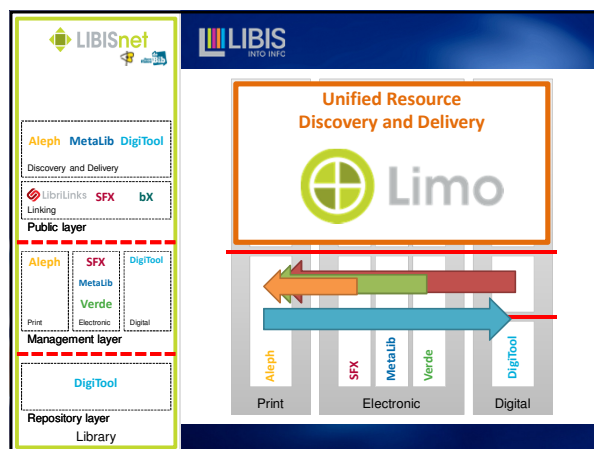 LIBISnet
Aleph MetaLib DigiTool
Discovery and Delivery
LibriLinks SFX bX
Linking
Public layer
Aleph
Print
SFX
MetaLib
Verde
Electronic
DigiTool
Digital
Management layer
DigiTool
Repository layer
Library
LIBIS
INTO INFO
Unified Resource
Discovery and Delivery
Limo
Aleph
SFX
MetaLib
Verde
DigiTool
Print
Electronic
Digital